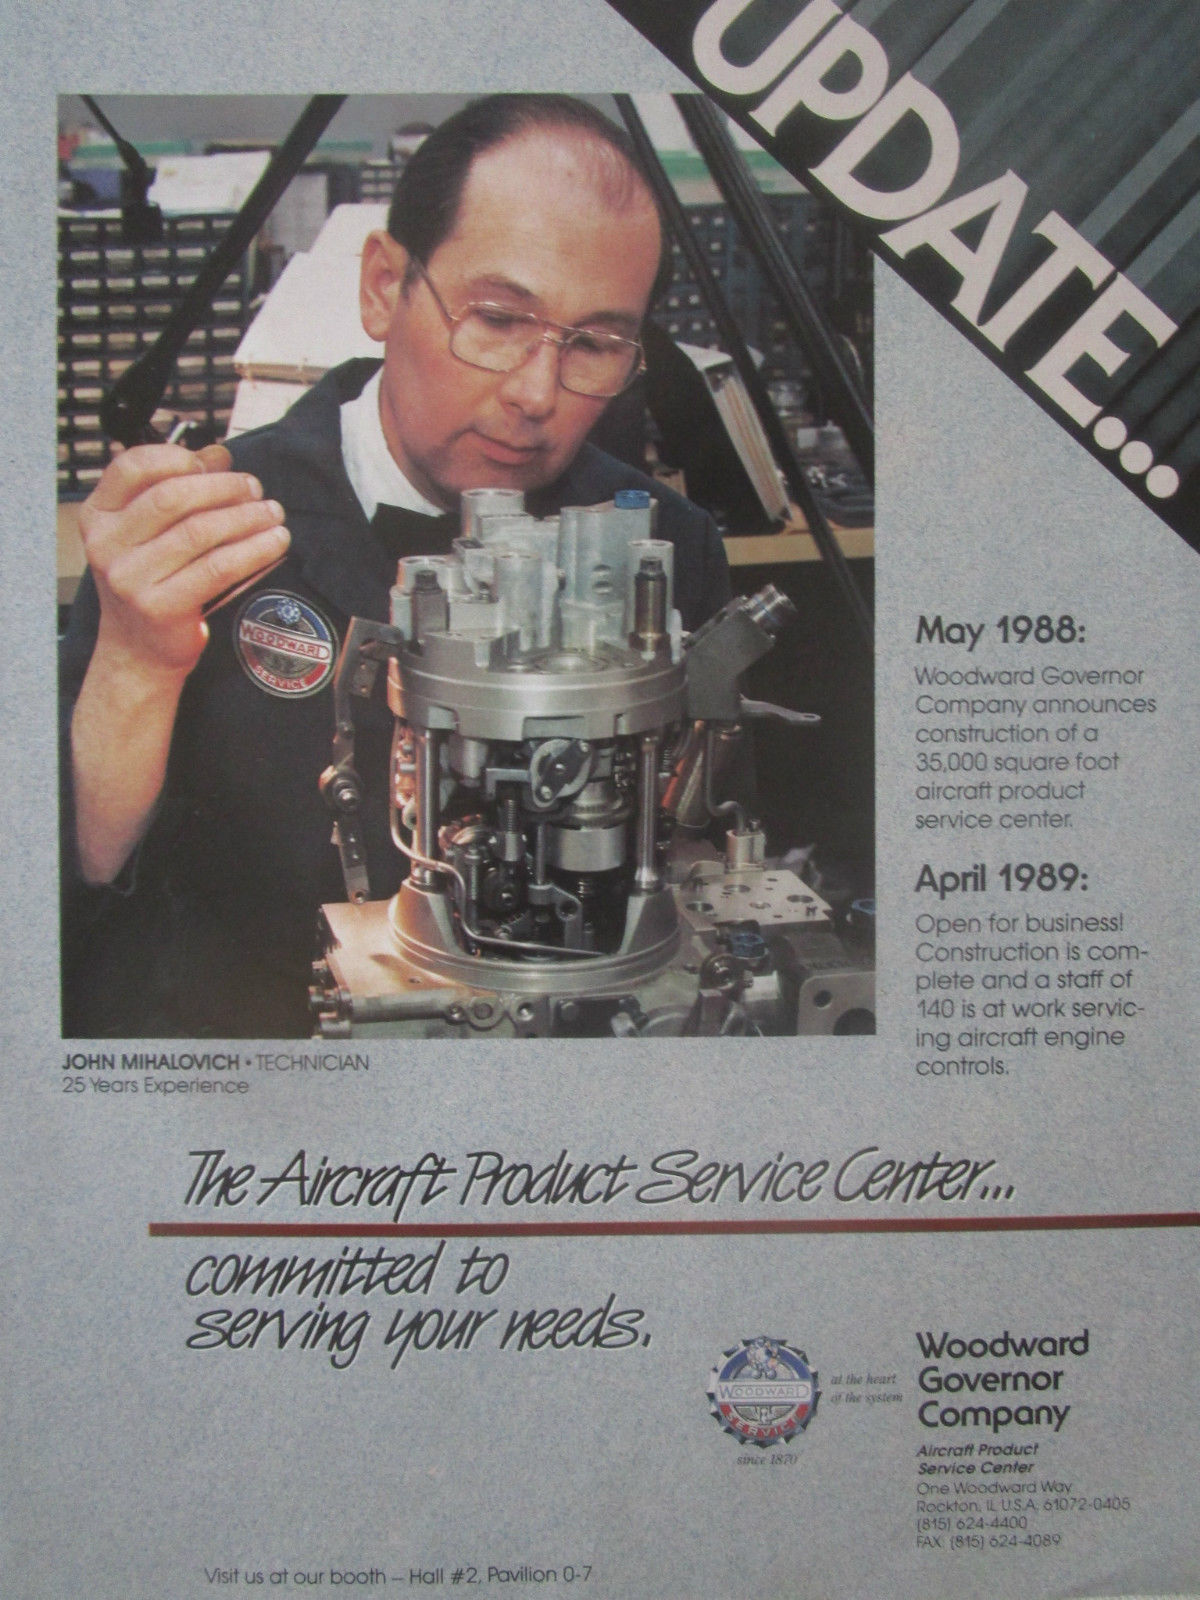 UPDATE...
WOODWARD
SERVICE
May 1988:
Woodward Governor
Company announces
construction of a
35,000 square foot
aircraft product
service center.
April 1989:
Open for business!
Construction is com-
plete and a staff of
140 is at work servic-
ing aircraft engine
controls.
JOHN MIHALOVICH • TECHNICIAN
25 Years Experience
The Aircraft Product Service Center...
committed to
serving your needs.
WOODWARD
SERVICE
at the heart
of the system
since 1870
Woodward
Governor
Company
Aircraft Product
Service Center
One Woodward Way
Rockton, IL U.S.A. 61072-0405
(815) 624-4400
FAX: (815) 624-4089
Visit us at our booth – Hall #2, Pavilion 0-7